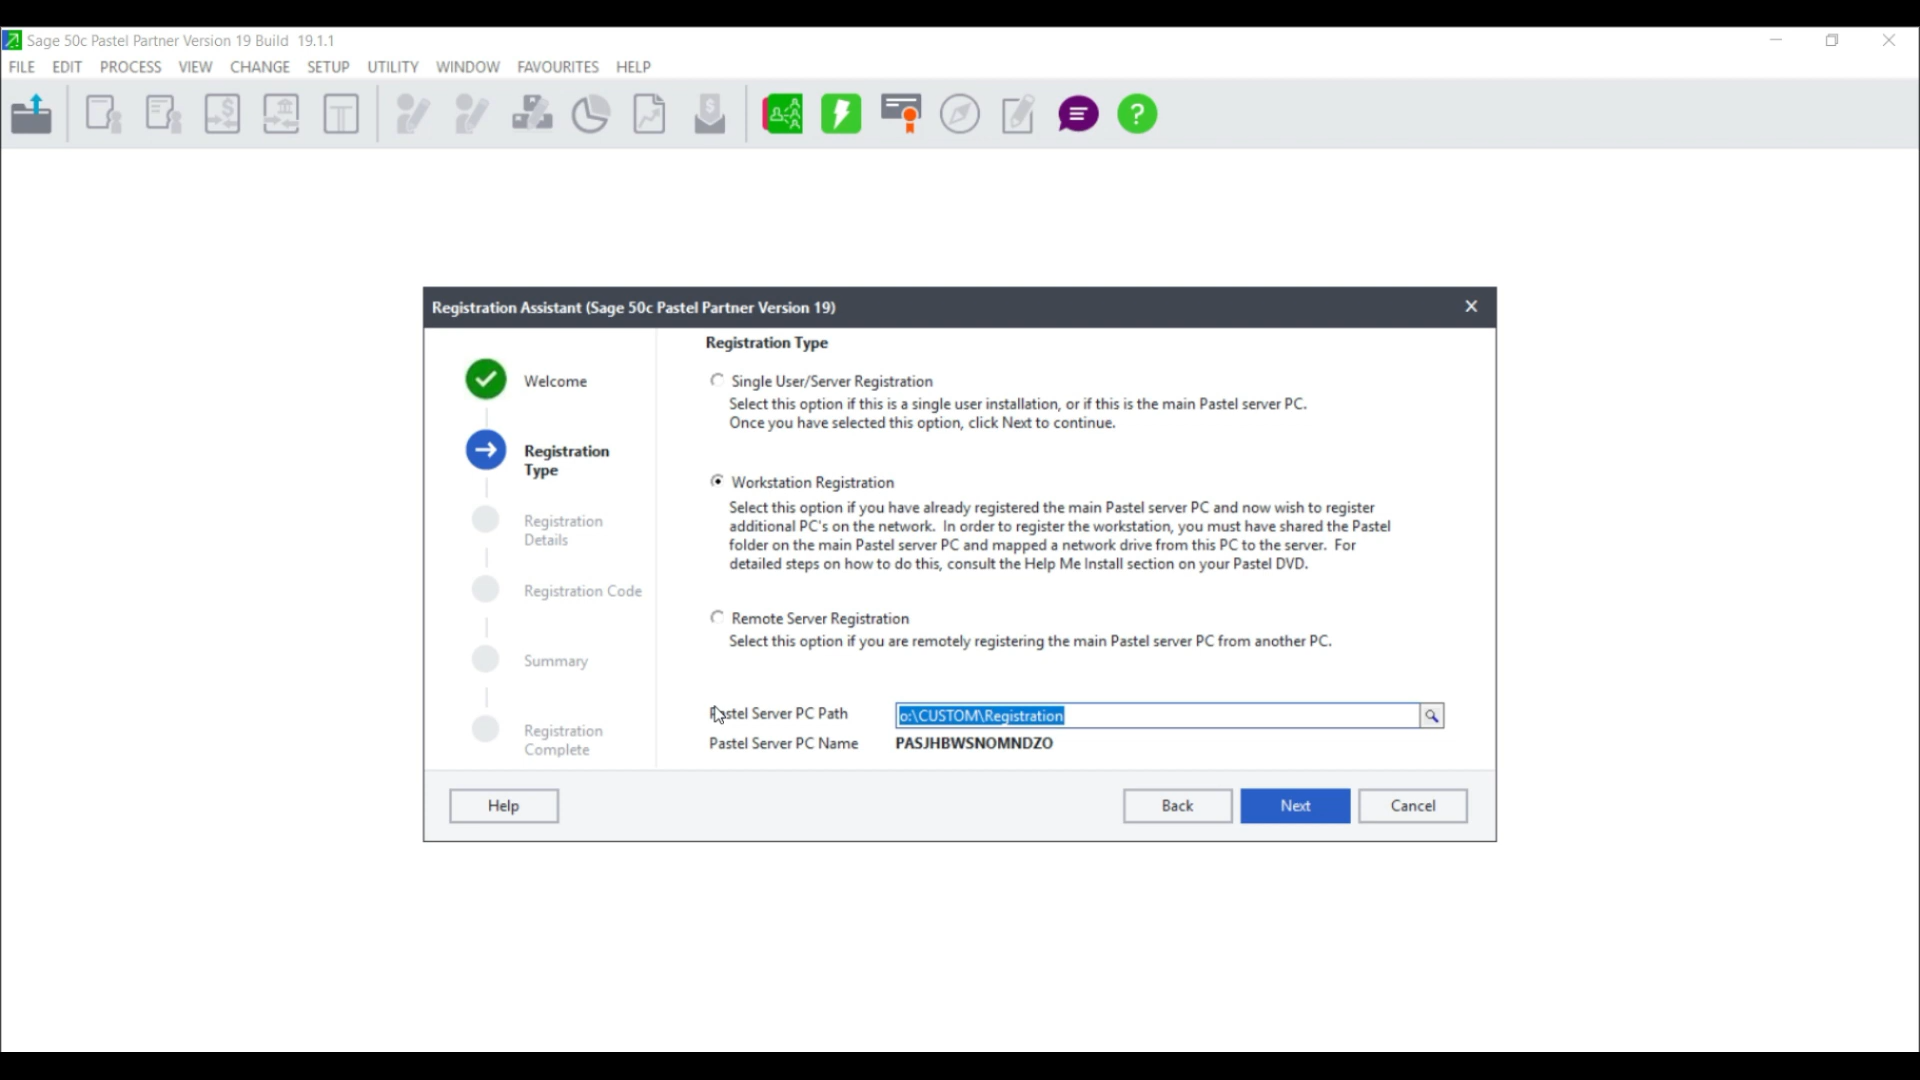 Sage 50c Pastel Partner Version 19 Build 19.1.1
FILE EDIT PROCESS VIEW CHANGE SETUP UTILITY WINDOW FAVOURITES HELP
Registration Assistant (Sage 50c Pastel Partner Version 19)
Welcome
Registration
Type
Registration
Details
Registration Code
Summary
Registration
Complete
Registration Type
Single User/Server Registration
Select this option if this is a single user installation, or if this is the main Pastel server PC.
Once you have selected this option, click Next to continue.
Workstation Registration
Select this option if you have already registered the main Pastel server PC and now wish to register
additional PC's on the network. In order to register the workstation, you must have shared the Pastel
folder on the main Pastel server PC and mapped a network drive from this PC to the server. For
detailed steps on how to do this, consult the Help Me Install section on your Pastel DVD.
Remote Server Registration
Select this option if you are remotely registering the main Pastel server PC from another PC.
Pastel Server PC Path o:\CUSTOM\Registration
Pastel Server PC Name PASJHBWSNOMNDZO
Help Back Next Cancel